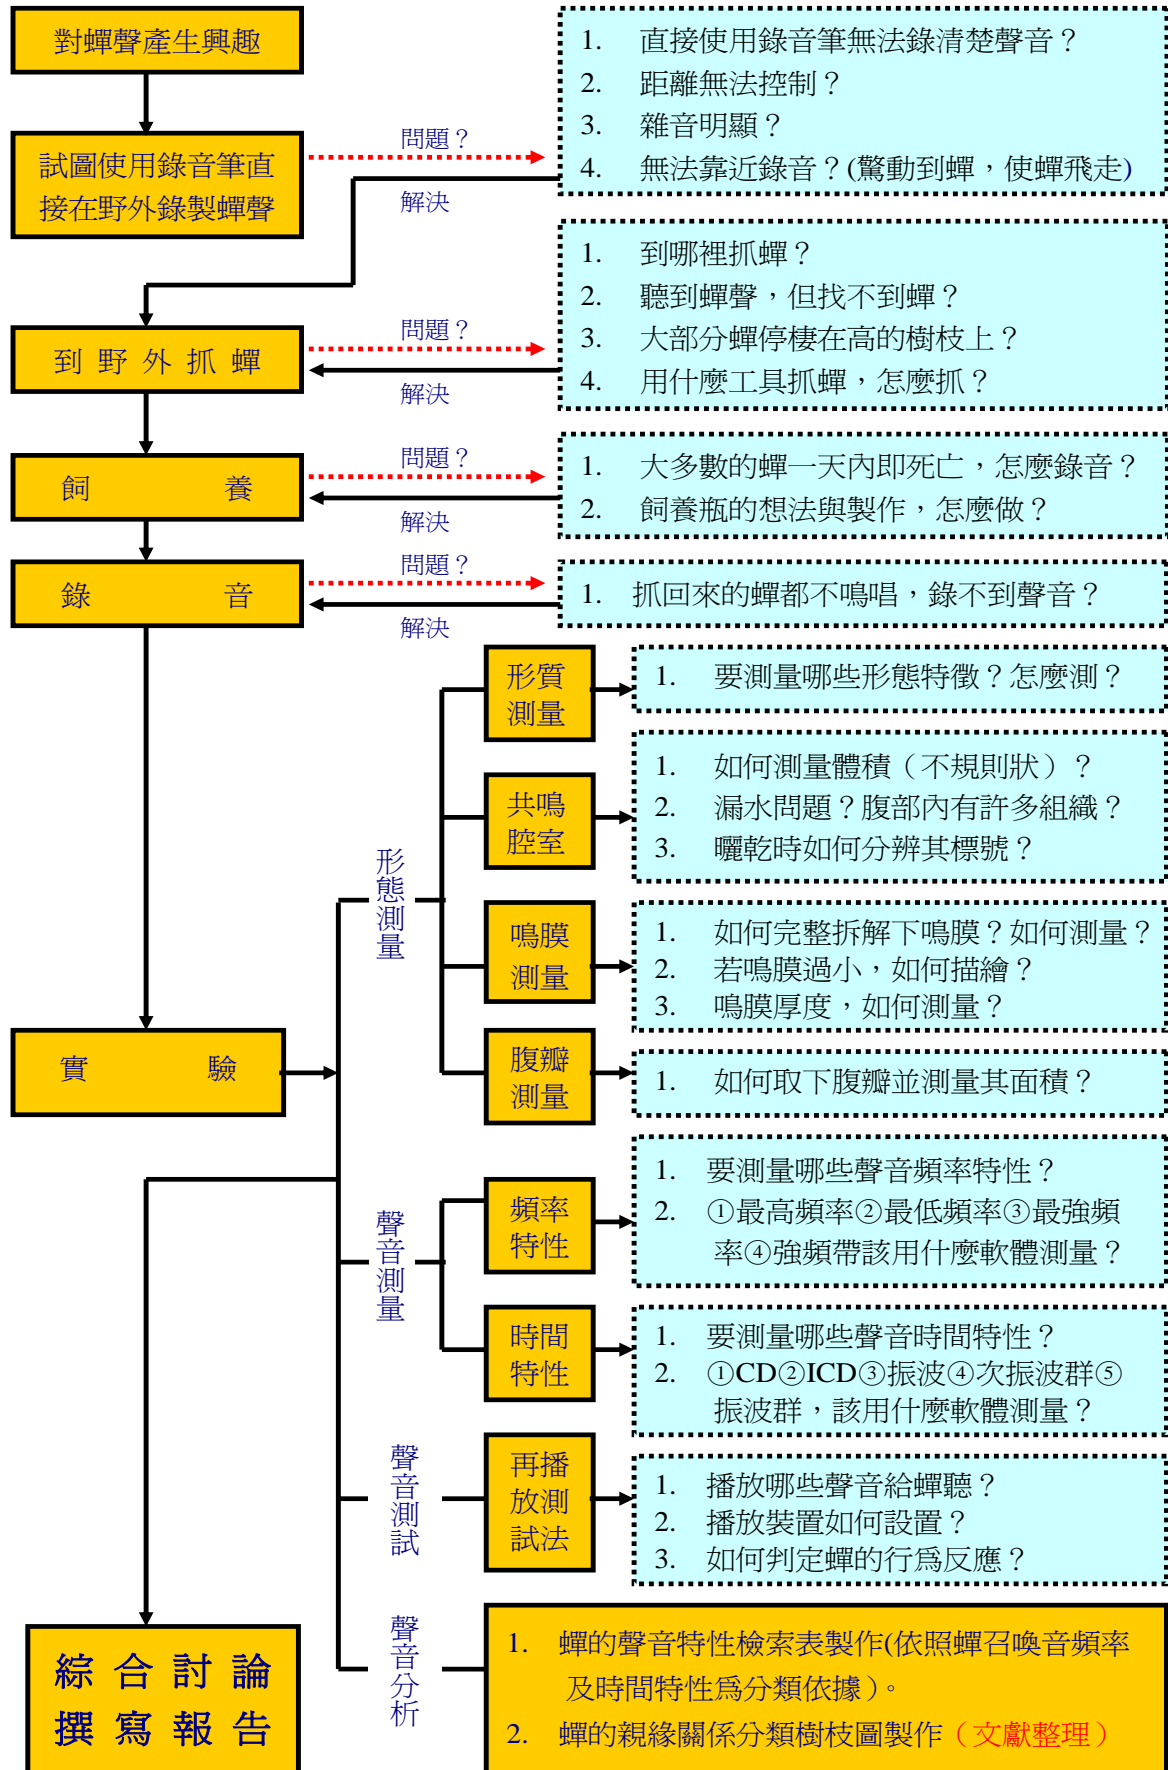 對蟬聲產生興趣
試圖使用錄音筆直
接在野外錄製蟬聲
問題？
解決
1. 直接使用錄音筆無法錄清楚聲音？
2. 距離無法控制？
3. 雜音明顯？
4. 無法靠近錄音？(驚動到蟬，使蟬飛走)
到野外抓蟬
問題？
解決
1. 到哪裡抓蟬？
2. 聽到蟬聲，但找不到蟬？
3. 大部分蟬停棲在高的樹枝上？
4. 用什麼工具抓蟬，怎麼抓？
飼養
問題？
解決
1. 大多數的蟬一天內即死亡，怎麼錄音？
2. 飼養瓶的想法與製作，怎麼做？
錄音
問題？
解決
1. 抓回來的蟬都不鳴唱，錄不到聲音？
實驗
形態測量
形質
測量
1. 要測量哪些形態特徵？怎麼測？
共鳴
腔室
1. 如何測量體積（不規則狀）？
2. 漏水問題？腹部內有許多組織？
3. 曬乾時如何分辨其標號？
鳴膜
測量
1. 如何完整拆解下鳴膜？如何測量？
2. 若鳴膜過小，如何描繪？
3. 鳴膜厚度，如何測量？
腹瓣
測量
1. 如何取下腹瓣並測量其面積？
聲音測量
頻率
特性
1. 要測量哪些聲音頻率特性？
2. ①最高頻率②最低頻率③最強頻
率④強頻帶該用什麼軟體測量？
時間
特性
1. 要測量哪些聲音時間特性？
2. ①CD②ICD③振波④次振波群⑤
振波群，該用什麼軟體測量？
聲音測試
再播
放測
試法
1. 播放哪些聲音給蟬聽？
2. 播放裝置如何設置？
3. 如何判定蟬的行為反應？
聲音分析
1. 蟬的聲音特性檢索表製作(依照蟬召喚音頻率
及時間特性為分類依據)。
2. 蟬的親緣關係分類樹枝圖製作（文獻整理）
綜合討論
撰寫報告